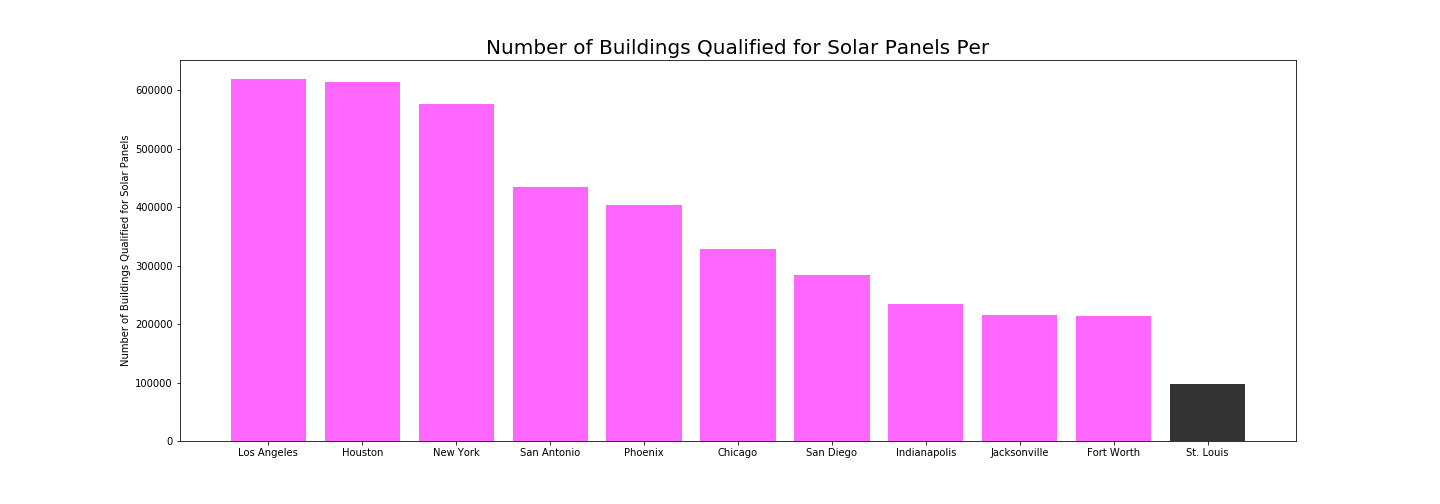 Number of Buildings Qualified for Solar Panels Per
Number of Buildings Qualified for Solar Panels
600000
500000
400000
300000
200000
100000
0
Los Angeles Houston New York San Antonio Phoenix Chicago San Diego Indianapolis Jacksonville Fort Worth St. Louis